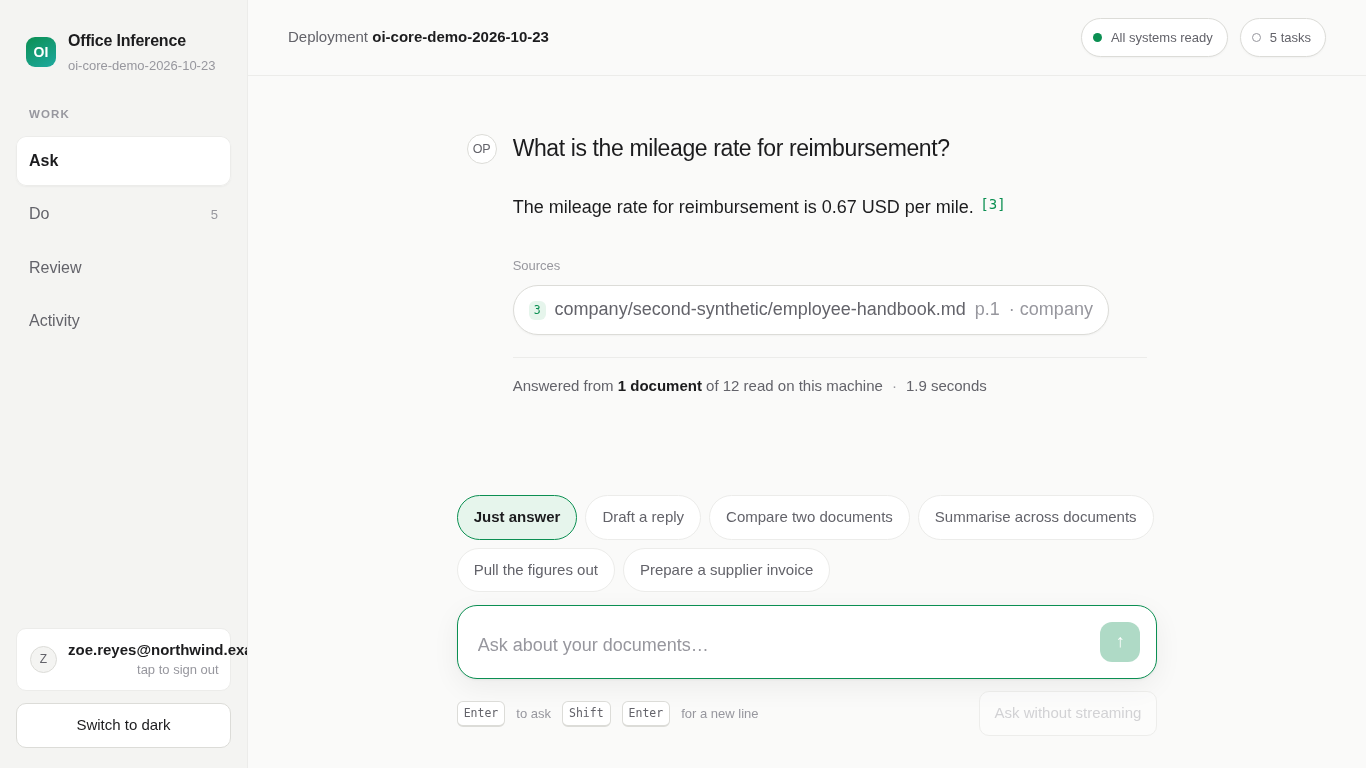 OI
Office Inference
oi-core-demo-2026-10-23
WORK
Ask
Do 5
Review
Activity
Z
zoe.reyes@northwind.exa
tap to sign out
Switch to dark
Deployment oi-core-demo-2026-10-23
All systems ready
5 tasks
OP
What is the mileage rate for reimbursement?
The mileage rate for reimbursement is 0.67 USD per mile. [3]
Sources
3 company/second-synthetic/employee-handbook.md p.1 · company
Answered from 1 document of 12 read on this machine · 1.9 seconds
Just answer
Draft a reply
Compare two documents
Summarise across documents
Pull the figures out
Prepare a supplier invoice
Ask about your documents…
↑
Enter to ask Shift Enter for a new line
Ask without streaming